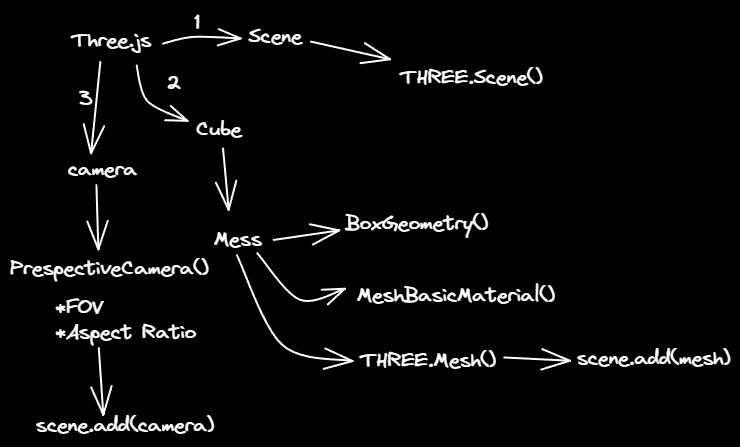 1
Three.js
Scene
THREE.Scene()
3
2
Cube
camera
Mess
BoxGeometry()
PrespectiveCamera()
*FOV
*Aspect Ratio
MeshBasicMaterial()
THREE.Mesh()
scene.add(mesh)
scene.add(camera)